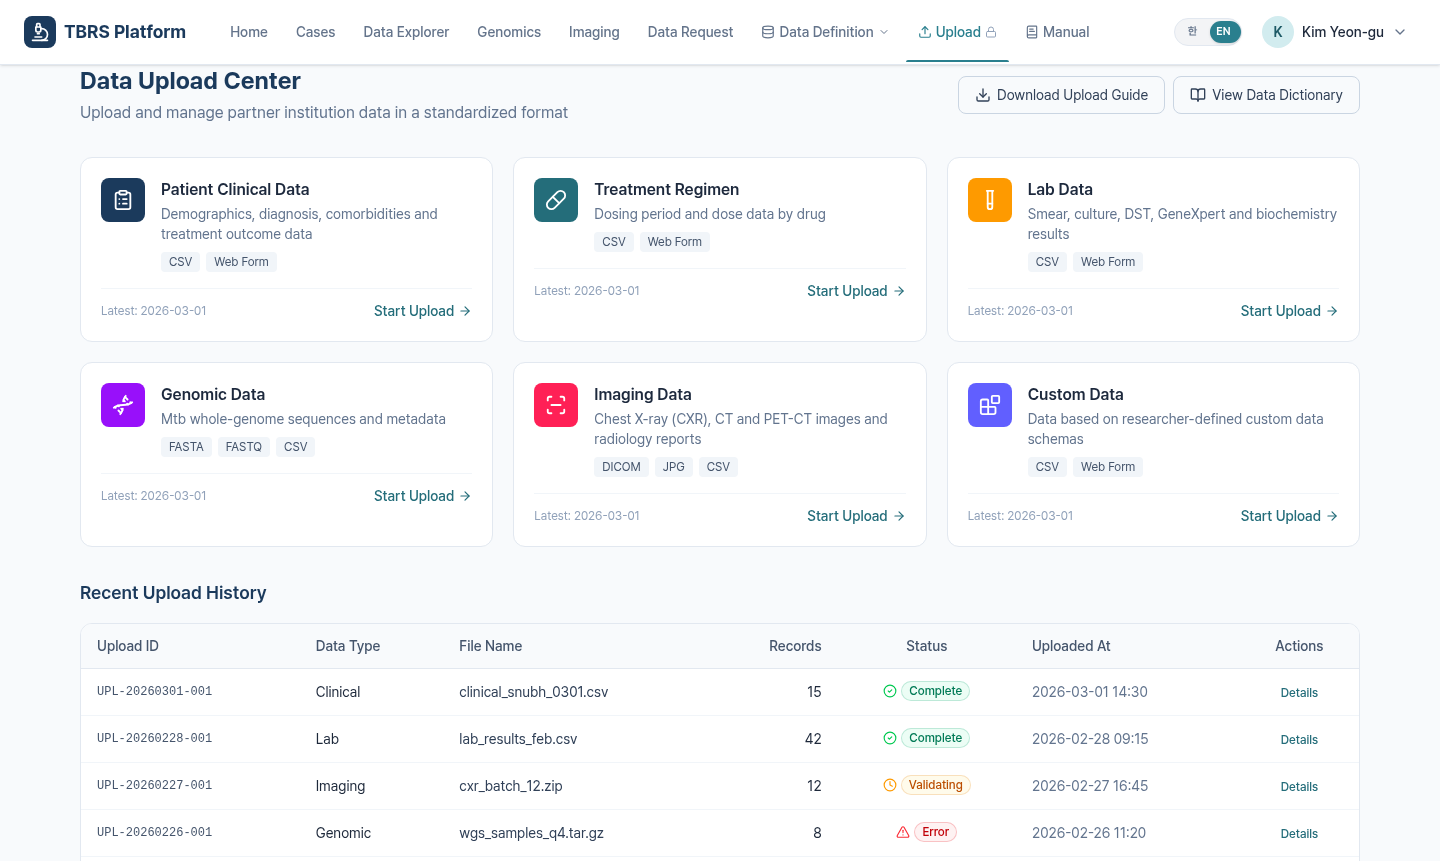 TBRS Platform
Home
Cases
Data Explorer
Genomics
Imaging
Data Request
Data Definition
Upload
Manual
한
EN
K
Kim Yeon-gu
Data Upload Center
Upload and manage partner institution data in a standardized format
Download Upload Guide
View Data Dictionary
Patient Clinical Data
Demographics, diagnosis, comorbidities and
treatment outcome data
CSV
Web Form
Latest: 2026-03-01
Start Upload
Treatment Regimen
Dosing period and dose data by drug
CSV
Web Form
Latest: 2026-03-01
Start Upload
Lab Data
Smear, culture, DST, GeneXpert and biochemistry
results
CSV
Web Form
Latest: 2026-03-01
Start Upload
Genomic Data
Mtb whole-genome sequences and metadata
FASTA
FASTQ
CSV
Latest: 2026-03-01
Start Upload
Imaging Data
Chest X-ray (CXR), CT and PET-CT images and
radiology reports
DICOM
JPG
CSV
Latest: 2026-03-01
Start Upload
Custom Data
Data based on researcher-defined custom data
schemas
CSV
Web Form
Latest: 2026-03-01
Start Upload
Recent Upload History
Upload ID Data Type File Name Records Status Uploaded At Actions
UPL-20260301-001 Clinical clinical_snubh_0301.csv 15 Complete 2026-03-01 14:30 Details
UPL-20260228-001 Lab lab_results_feb.csv 42 Complete 2026-02-28 09:15 Details
UPL-20260227-001 Imaging cxr_batch_12.zip 12 Validating 2026-02-27 16:45 Details
UPL-20260226-001 Genomic wgs_samples_q4.tar.gz 8 Error 2026-02-26 11:20 Details